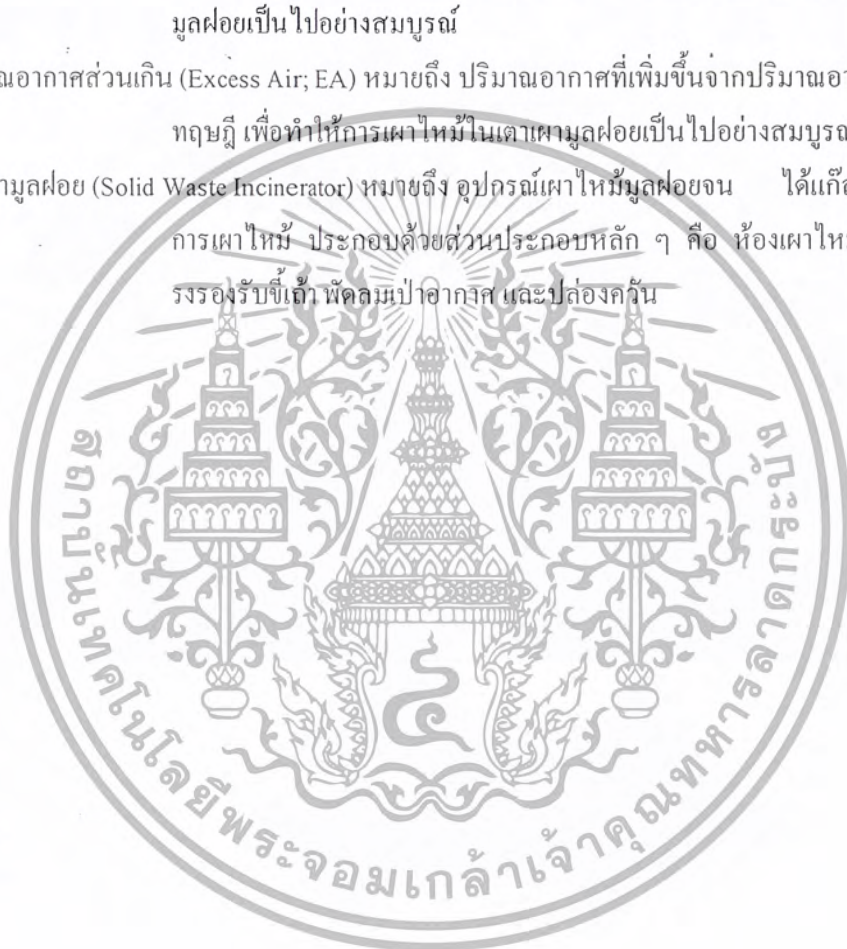 มูลฝอยเป็นไปอย่างสมบูรณ์
ณอากาศส่วนเกิน (Excess Air; EA) หมายถึง ปริมาณอากาศที่เพิ่มขึ้นจากปริมาณอา
ทฤษฎี เพื่อทำให้การเผาไหม้ในเตาเผามูลฝอยเป็นไปอย่างสมบูรณ
ามูลฝอย (Solid Waste Incinerator) หมายถึง อุปกรณ์เผาไหม้มูลฝอยจน ได้แก๊ส
การเผาไหม้ ประกอบด้วยส่วนประกอบหลัก ๆ คือ ห้องเผาไหม
รงรองรับขี้เถ้า พัดลมเป่าอากาศ และปล่องควัน
สถาบันเทคโนโลยีพระจอมเกล้าเจ้าคุณทหารลาดกระบัง